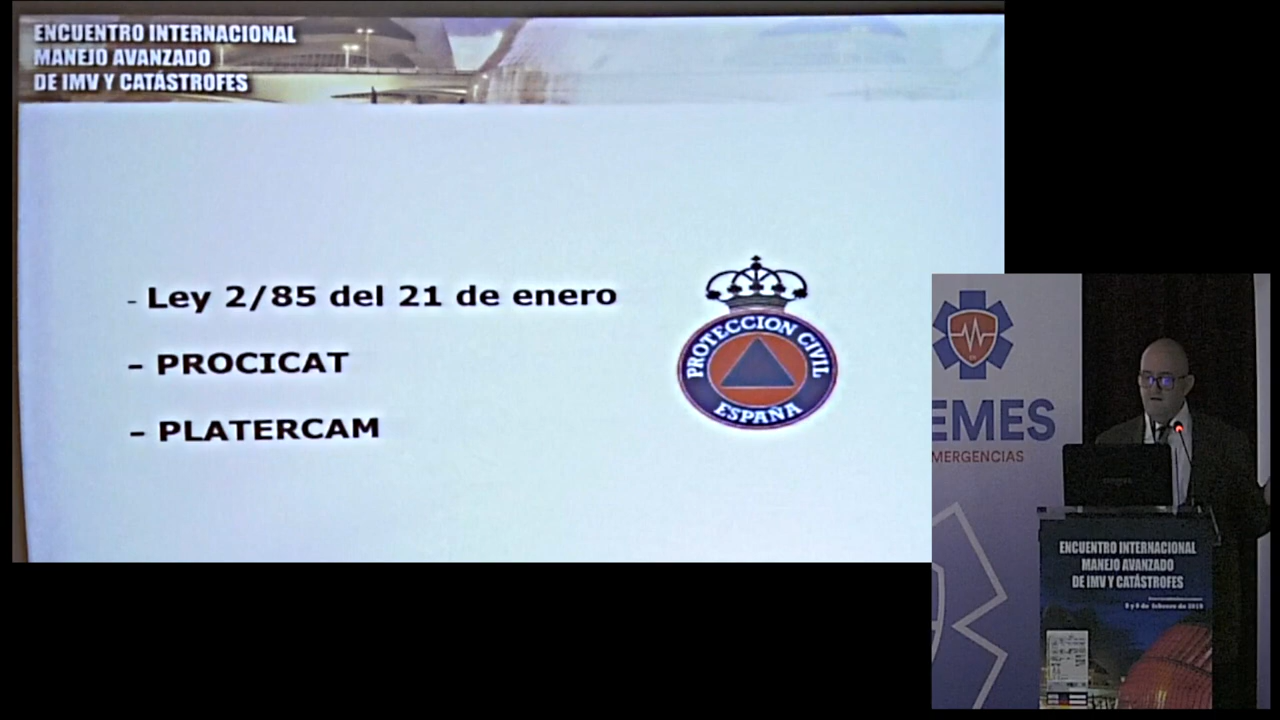 ENCUENTRO INTERNACIONAL
MANEJO AVANZADO
DE IMV Y CATÁSTROFES
- Ley 2/85 del 21 de enero
- PROCICAT
- PLATERCAM
PROTECCION CIVIL
ESPAÑA
EMES
MERGENCIAS
ENCUENTRO INTERNACIONAL
MANEJO AVANZADO
DE IMV Y CATÁSTROFES